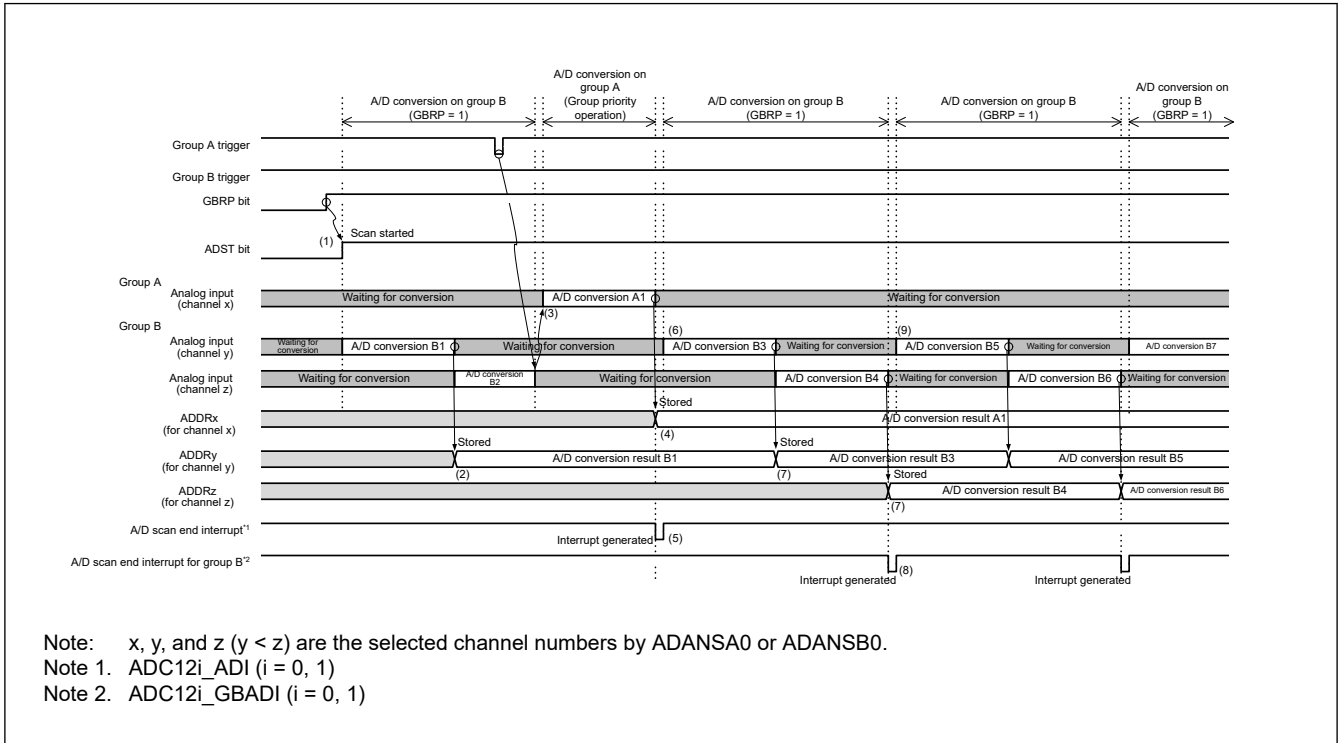 A/D conversion on
group A
(Group priority
operation)
A/D conversion on group B
(GBRP = 1)
A/D conversion on group B
(GBRP = 1)
A/D conversion on group B
(GBRP = 1)
A/D conversion on
group B
(GBRP = 1)
Group A trigger
Group B trigger
GBRP bit
(1)
Scan started
ADST bit
Group A
Analog input
(channel x)
Waiting for conversion
A/D conversion A1
Waiting for conversion
(3)
Group B
(6)
(9)
Analog input
(channel y)
Waiting for
conversion
A/D conversion B1
Waiting for conversion
A/D conversion B3
Waiting for conversion
A/D conversion B5
Waiting for conversion
A/D conversion B7
Analog input
(channel z)
Waiting for conversion
A/D conversion
B2
Waiting for conversion
A/D conversion B4
Waiting for conversion
A/D conversion B6
Waiting for conversion
Stored
ADDRx
(for channel x)
A/D conversion result A1
(4)
Stored
Stored
ADDRy
(for channel y)
A/D conversion result B1
A/D conversion result B3
A/D conversion result B5
(2)
(7)
Stored
ADDRz
(for channel z)
A/D conversion result B4
A/D conversion result B6
(7)
A/D scan end interrupt*1
Interrupt generated
(5)
A/D scan end interrupt for group B*2
(8)
Interrupt generated
Interrupt generated
Note: x, y, and z (y < z) are the selected channel numbers by ADANSA0 or ADANSB0.
Note 1. ADC12i_ADI (i = 0, 1)
Note 2. ADC12i_GBADI (i = 0, 1)